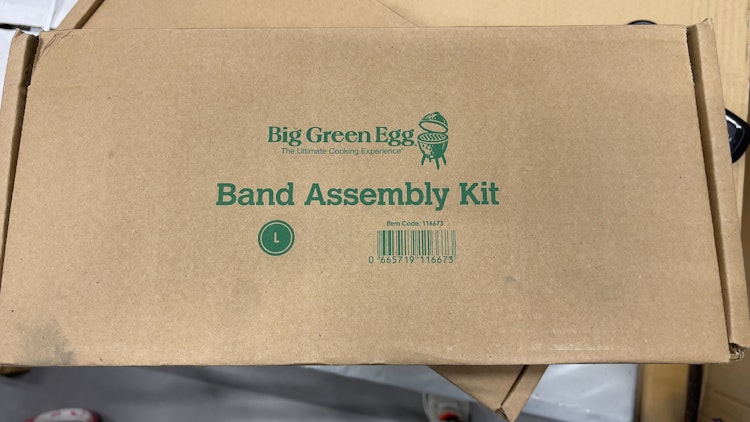 Big Green Egg
The Ultimate Cooking Experience®
Band Assembly Kit
L
Item Code: 116673
0 665719 116673